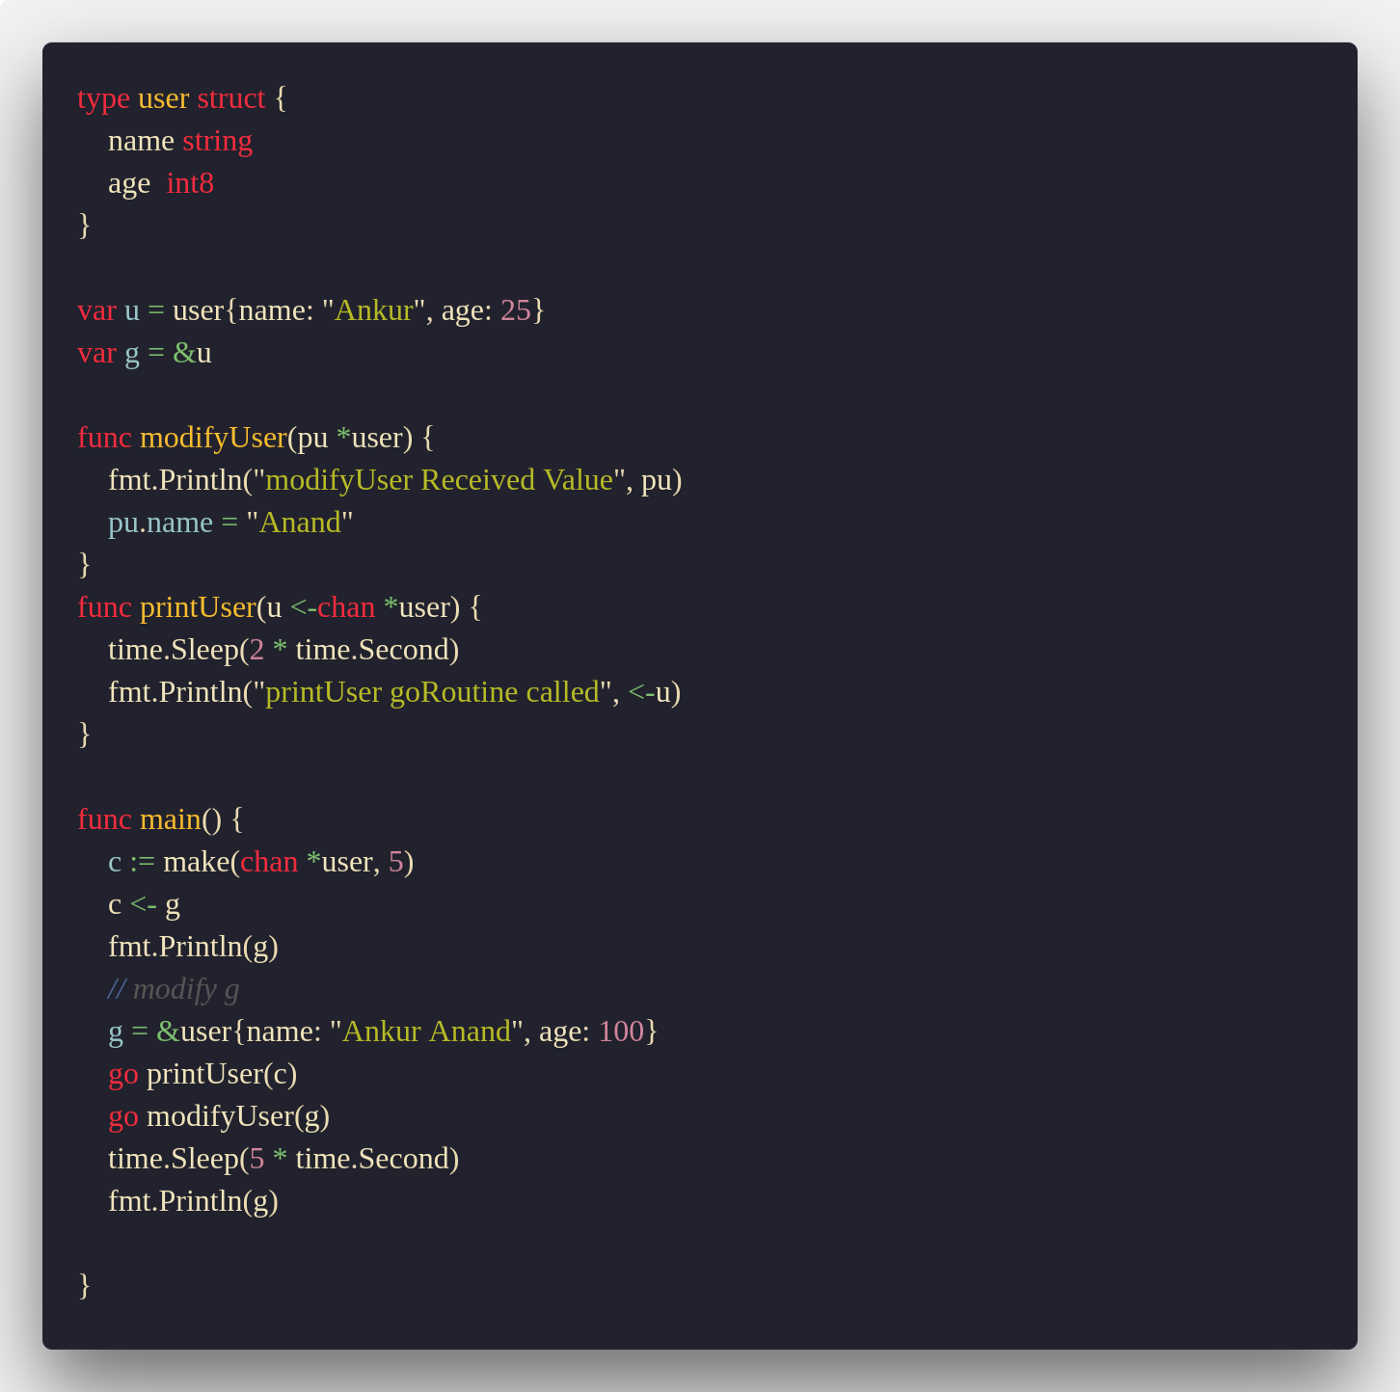 type user struct {
    name string
    age  int8
}

var u = user{name: "Ankur", age: 25}
var g = &u

func modifyUser(pu *user) {
    fmt.Println("modifyUser Received Value", pu)
    pu.name = "Anand"
}
func printUser(u <-chan *user) {
    time.Sleep(2 * time.Second)
    fmt.Println("printUser goRoutine called", <-u)
}

func main() {
    c := make(chan *user, 5)
    c <- g
    fmt.Println(g)
    // modify g
    g = &user{name: "Ankur Anand", age: 100}
    go printUser(c)
    go modifyUser(g)
    time.Sleep(5 * time.Second)
    fmt.Println(g)

}